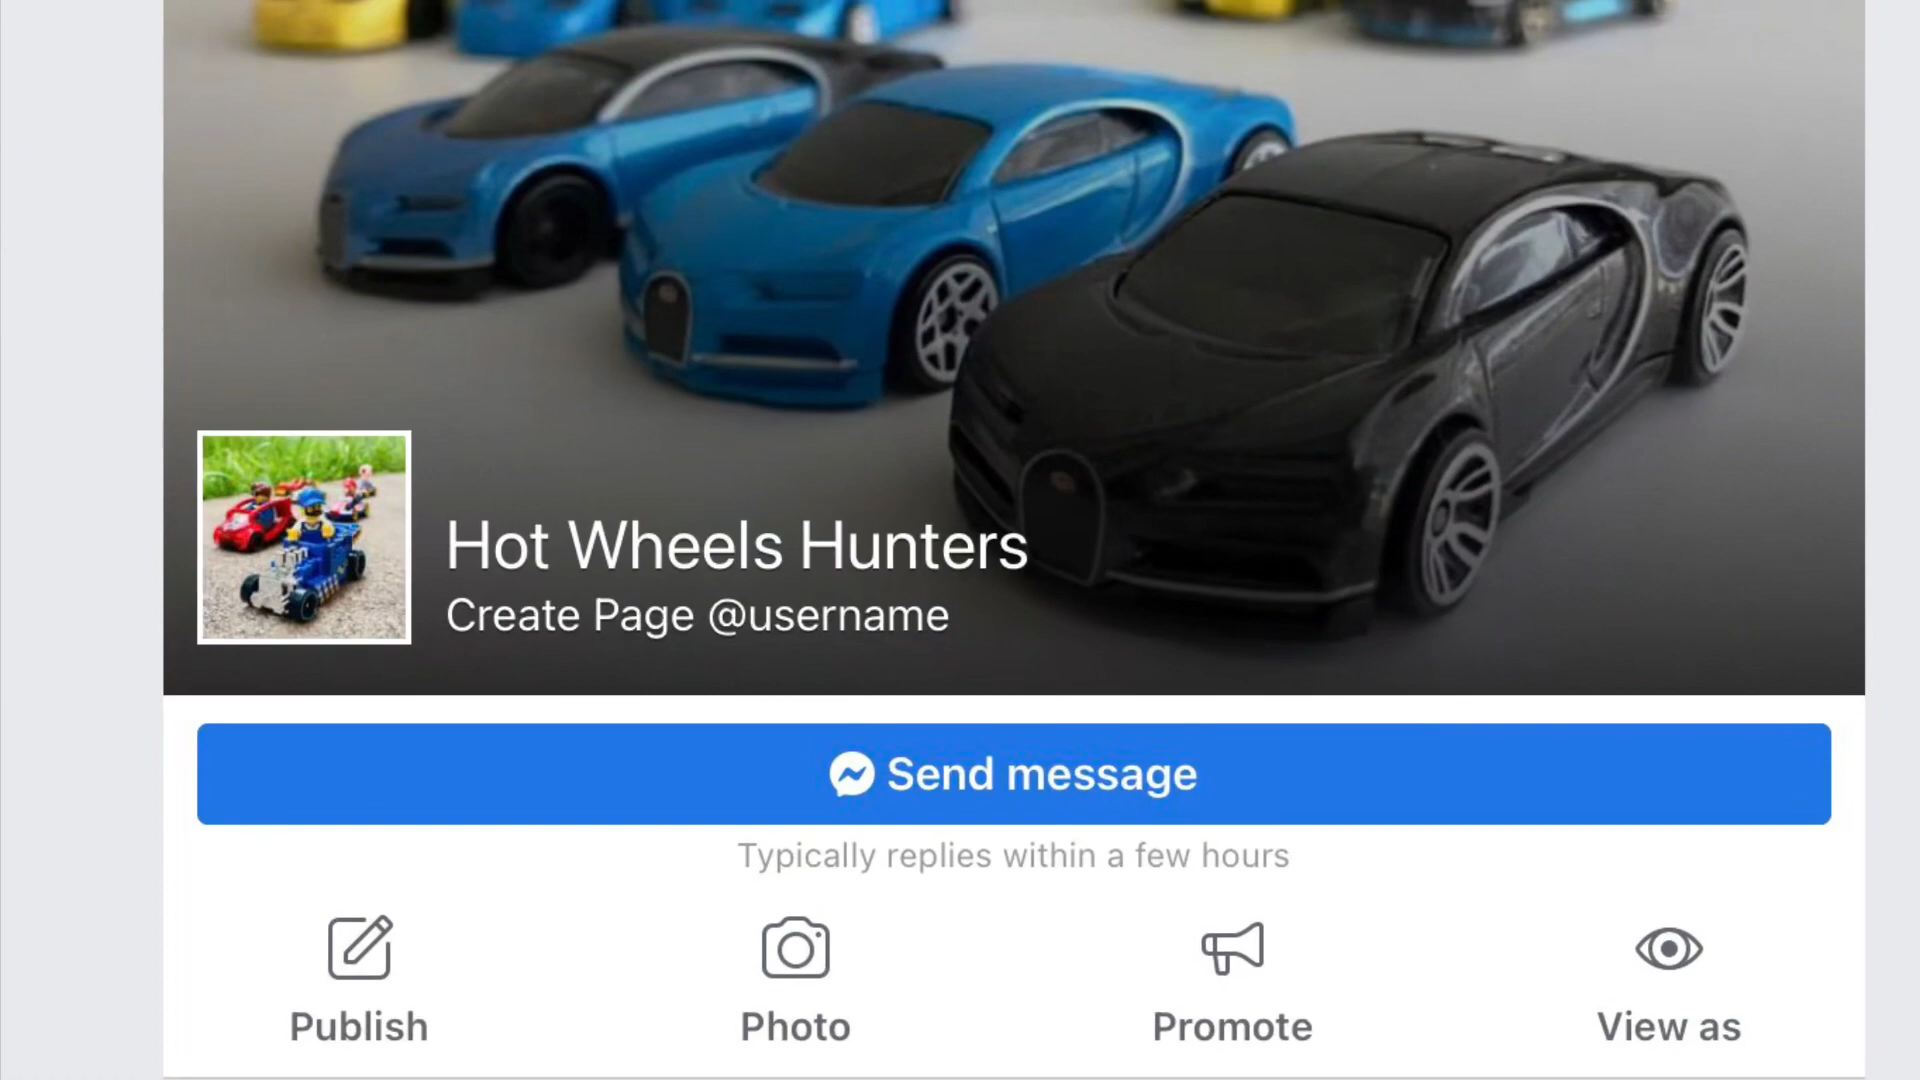 Hot Wheels Hunters
Create Page @username
Send message
Typically replies within a few hours
Publish
Photo
Promote
View as